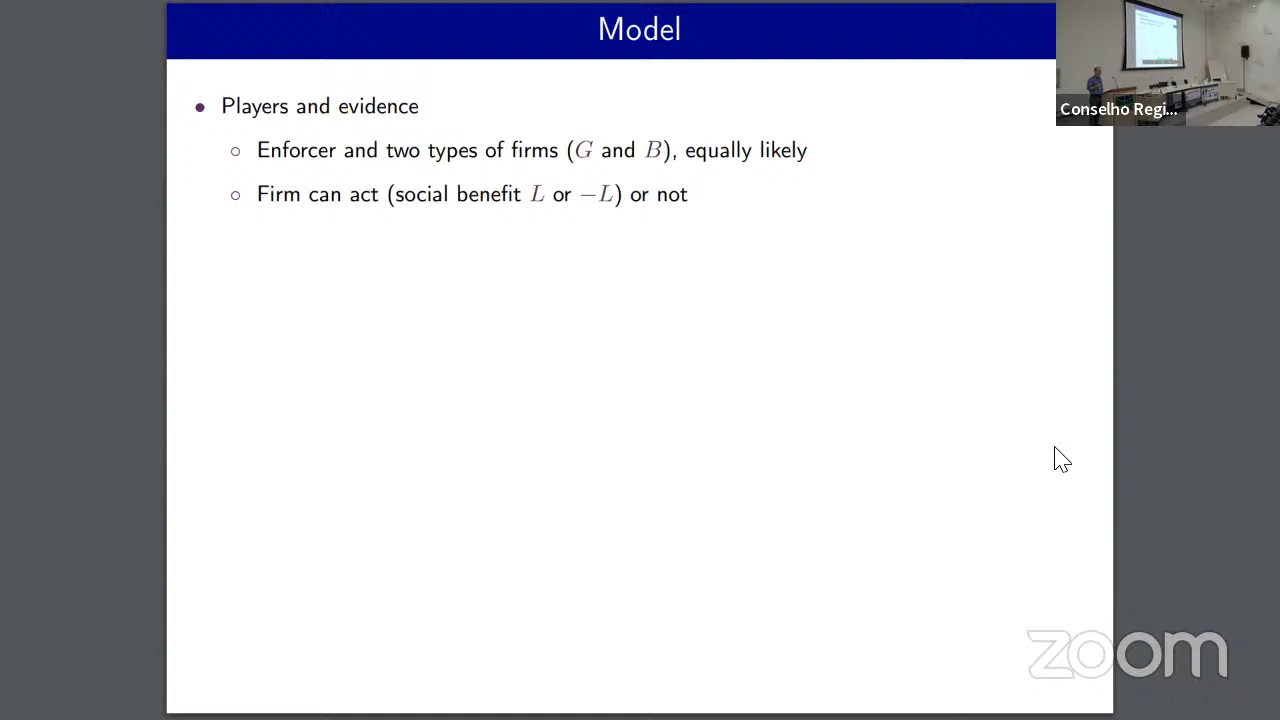 Model
Conselho Regi...
Players and evidence
Enforcer and two types of firms (G and B), equally likely
Firm can act (social benefit L or −L) or not
zoom